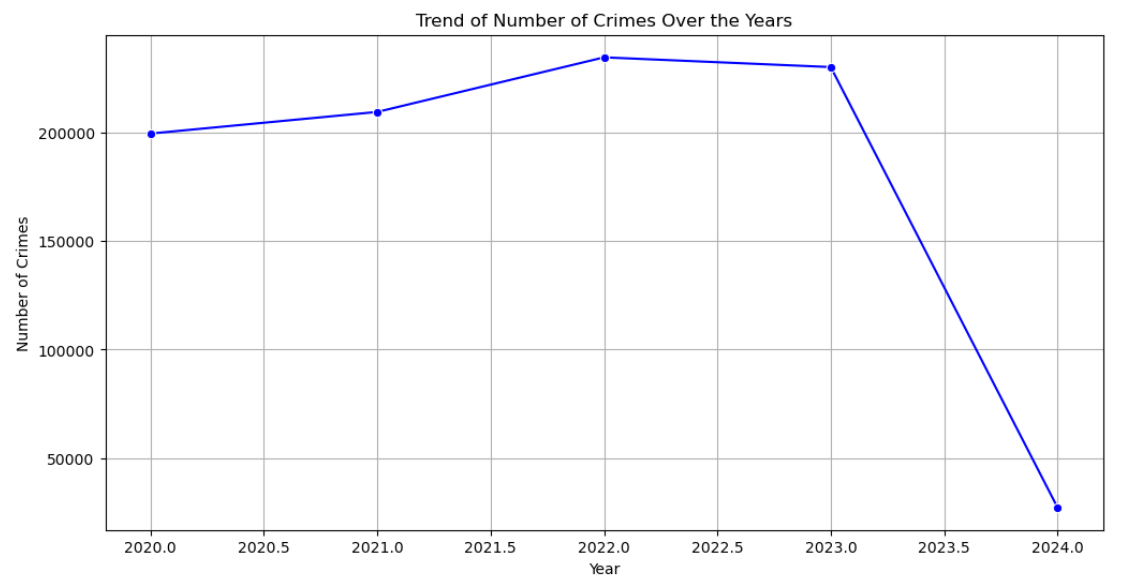 Trend of Number of Crimes Over the Years
Number of Crimes
200000
150000
100000
50000
2020.0 2020.5 2021.0 2021.5 2022.0 2022.5 2023.0 2023.5 2024.0
Year